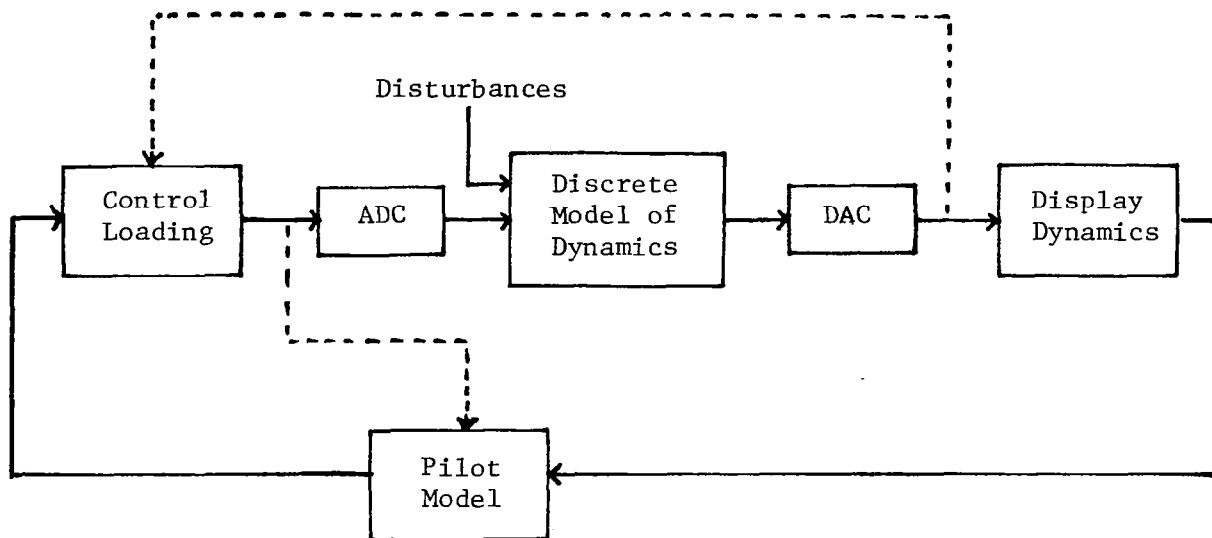 Disturbances
Control
Loading
ADC
Discrete
Model of
Dynamics
DAC
Display
Dynamics
Pilot
Model